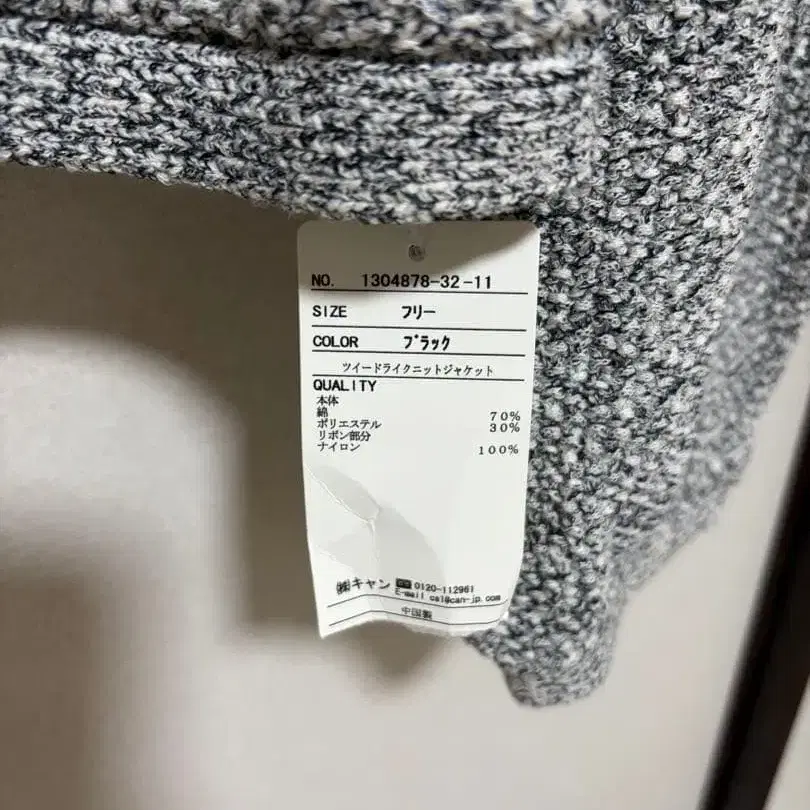 NO. 1304878-32-11
SIZE フリー
COLOR ブラック
ツイードライクニットジャケット
QUALITY
本体
綿 70%
ポリエステル 30%
リボン部分
ナイロン 100%
㈱キャン 0120-112961
E-mail cs1@can-jp.com
中国製